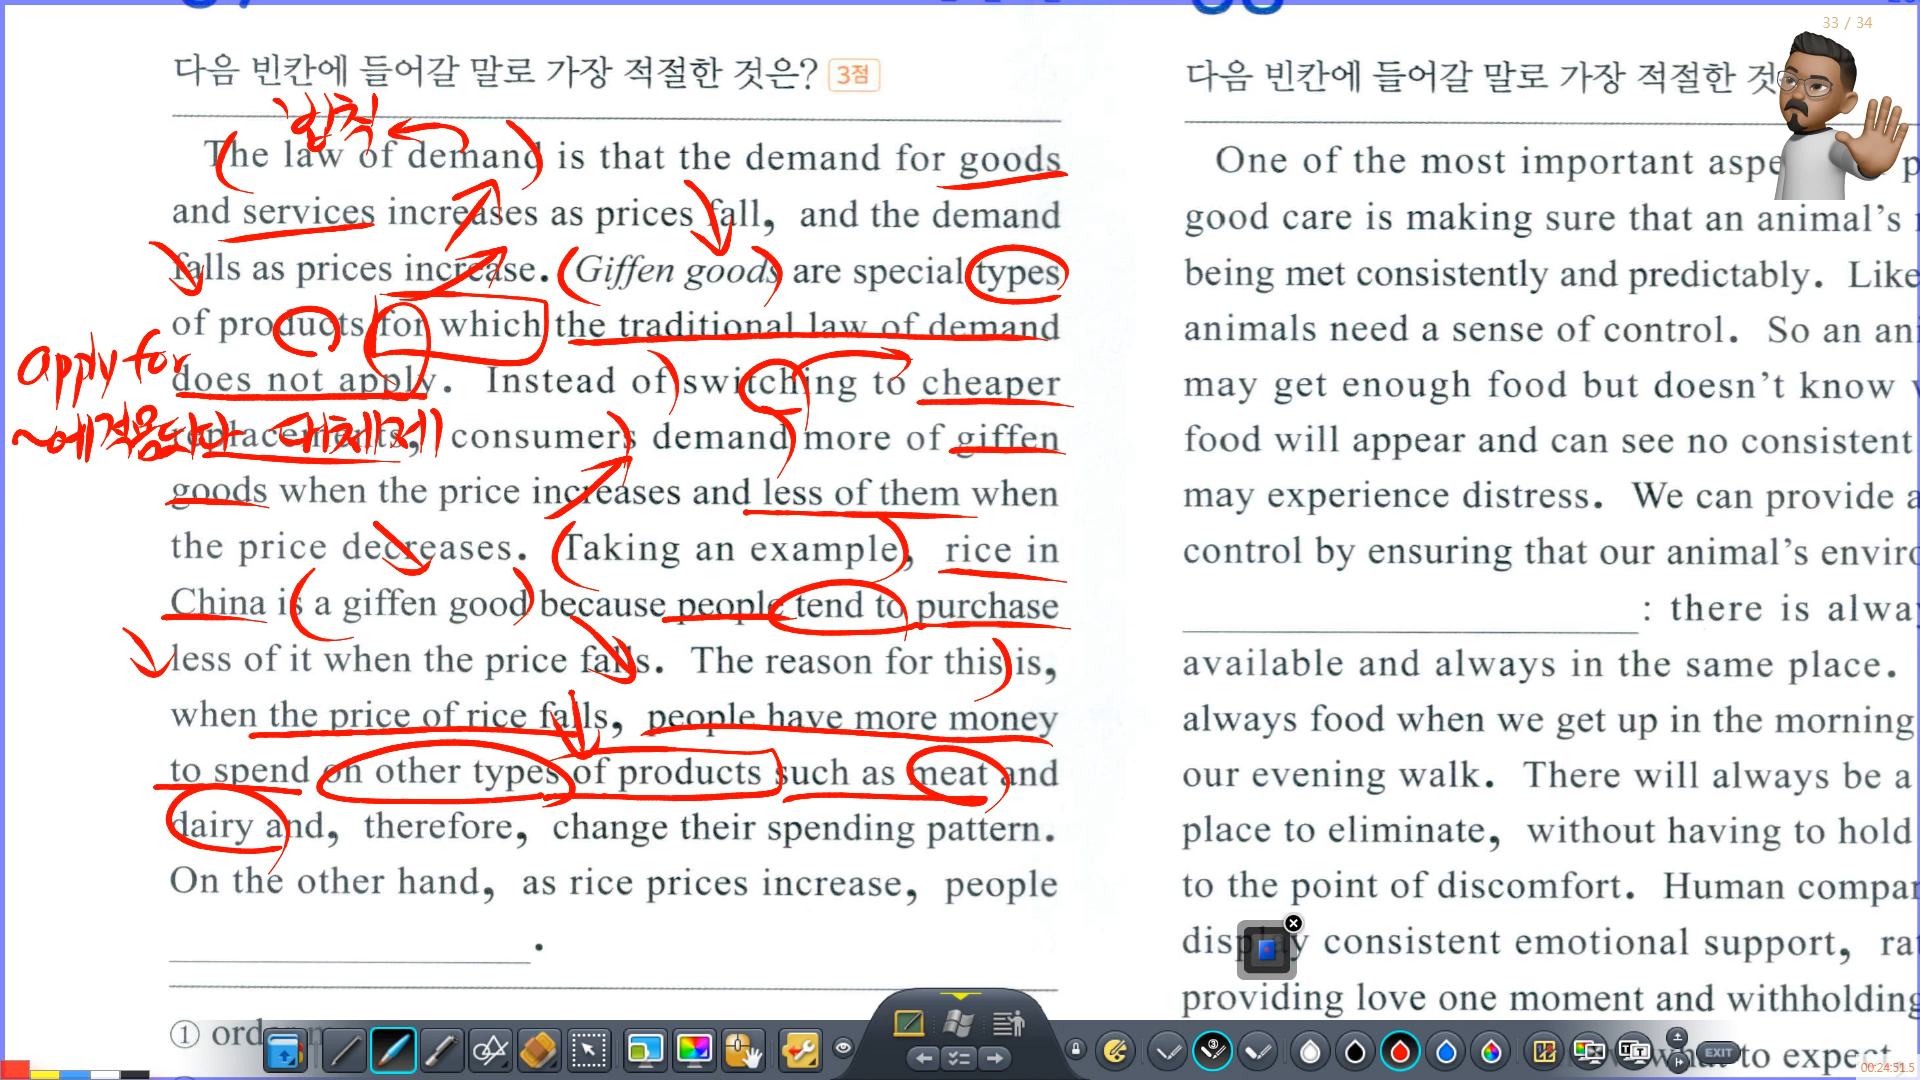 33 / 34
다음 빈칸에 들어갈 말로 가장 적절한 것은? 3점
법칙
The law of demand is that the demand for goods
and services increases as prices fall, and the demand
falls as prices increase. Giffen goods are special types
of products for which the traditional law of demand
apply for
does not apply. Instead of switching to cheaper
~에 적용되다 대체제
replacements, consumers demand more of giffen
goods when the price increases and less of them when
the price decreases. Taking an example, rice in
China is a giffen good because people tend to purchase
less of it when the price falls. The reason for this is,
when the price of rice falls, people have more money
to spend on other types of products such as meat and
dairy and, therefore, change their spending pattern.
On the other hand, as rice prices increase, people
.
①
다음 빈칸에 들어갈 말로 가장 적절한 것
One of the most important
good care is making sure that an animal's
being met consistently and predictably. Like
animals need a sense of control. So an
may get enough food but doesn't know
food will appear and can see no consistent
may experience distress. We can provide a
control by ensuring that our animal's
: there is
available and always in the same place.
always food when we get up in the morning
our evening walk. There will always be a
place to eliminate, without having to hold
to the point of discomfort. Human
display consistent emotional support,
providing love one moment and withholding
to expect
EXIT
00:24:51.5